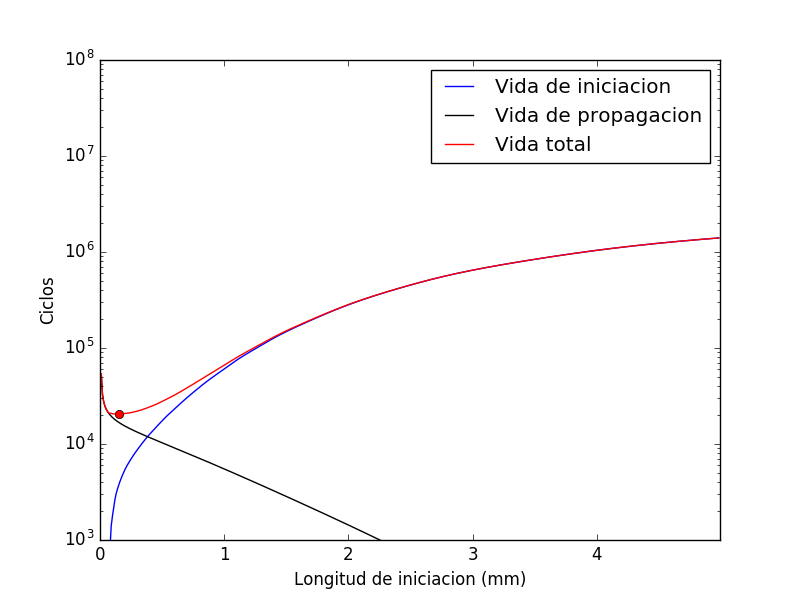 10^8
10^7
10^6
10^5
10^4
10^3
Ciclos
Vida de iniciacion
Vida de propagacion
Vida total
0 1 2 3 4
Longitud de iniciacion (mm)